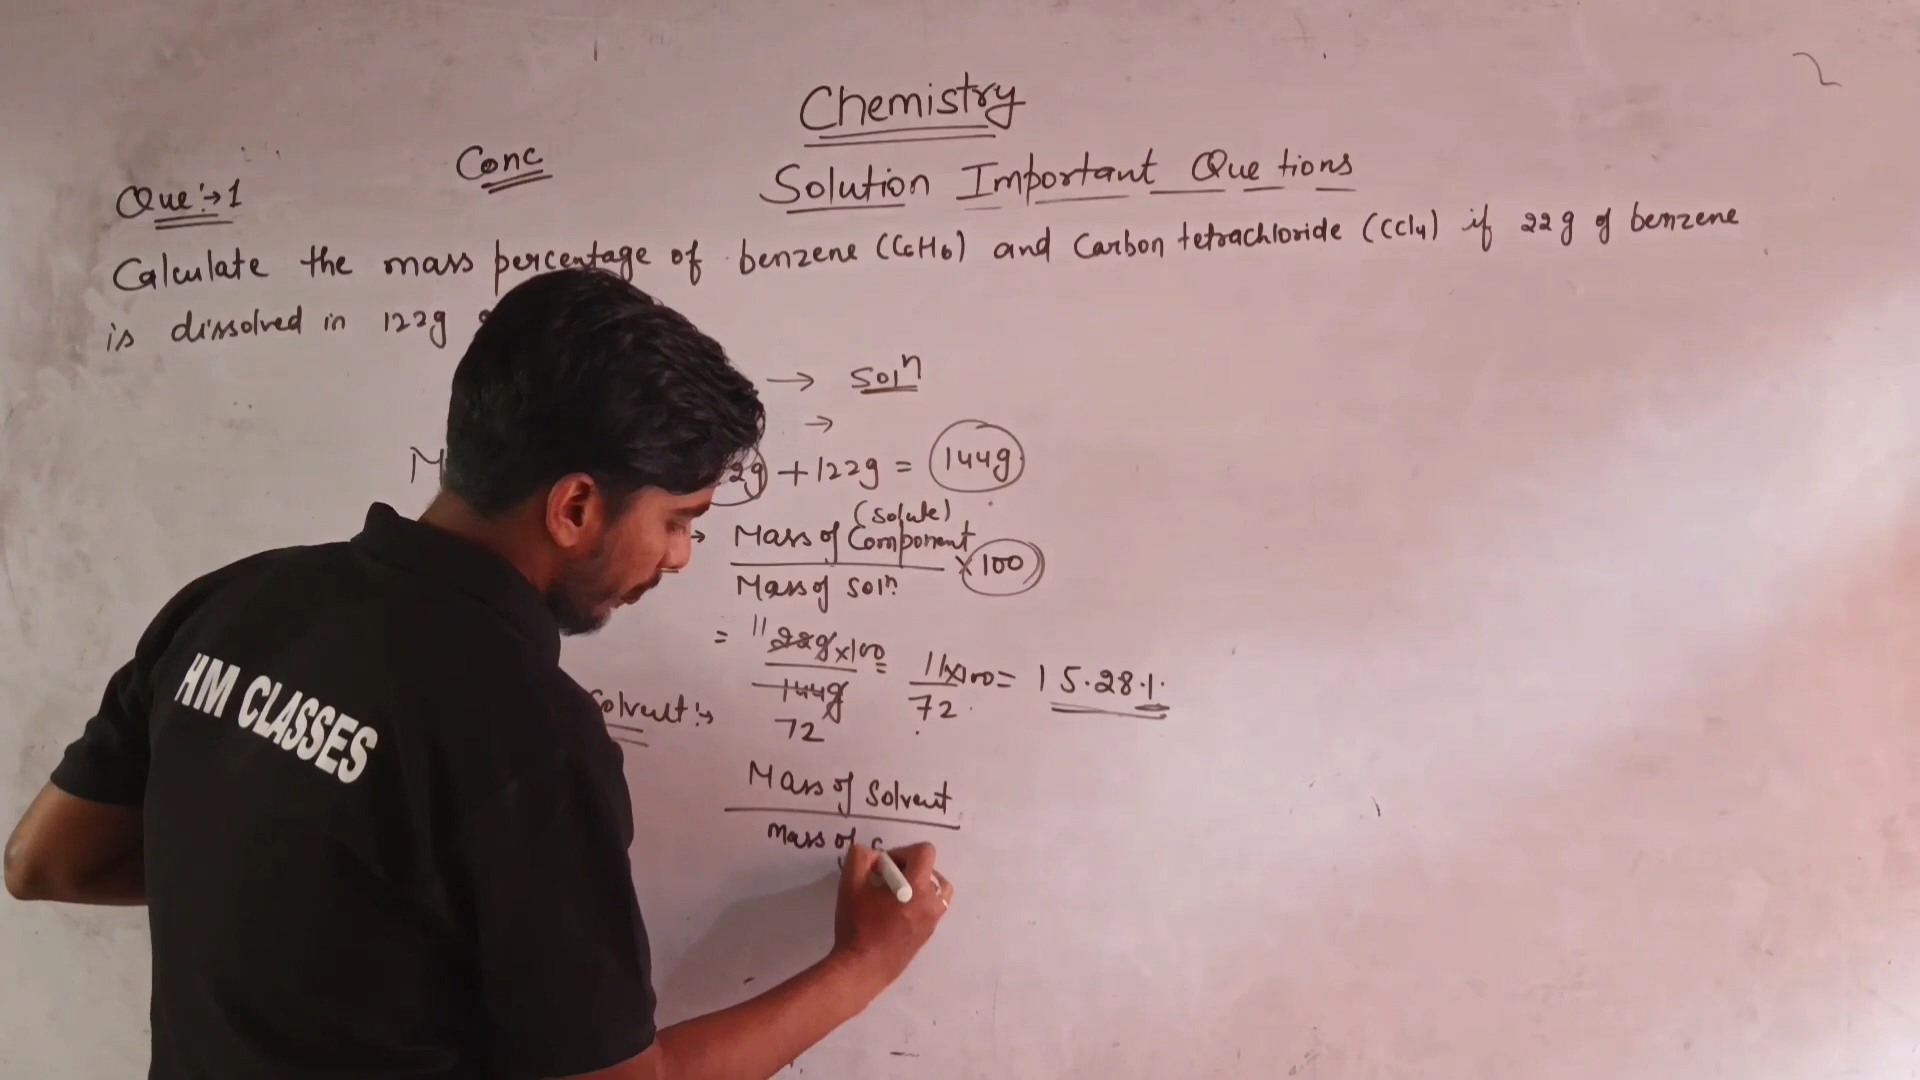 Chemistry
Conc
Solution Important Que tions
Que:→1
Calculate the mass percentage of benzene (C6H6) and Carbon tetrachloride (CCl4) if 22g of benzene
is dissolved in 122g
→ Solⁿ
→
M 2g + 122g = 144g
(Solute)
→ Mass of Component
× 100
Mass of Solⁿ.
= 11 22g×100 = 11×100 = 15.28%
144g 72
72
Solvent:→
Mass of Solvent
Mass of S
HM CLASSES